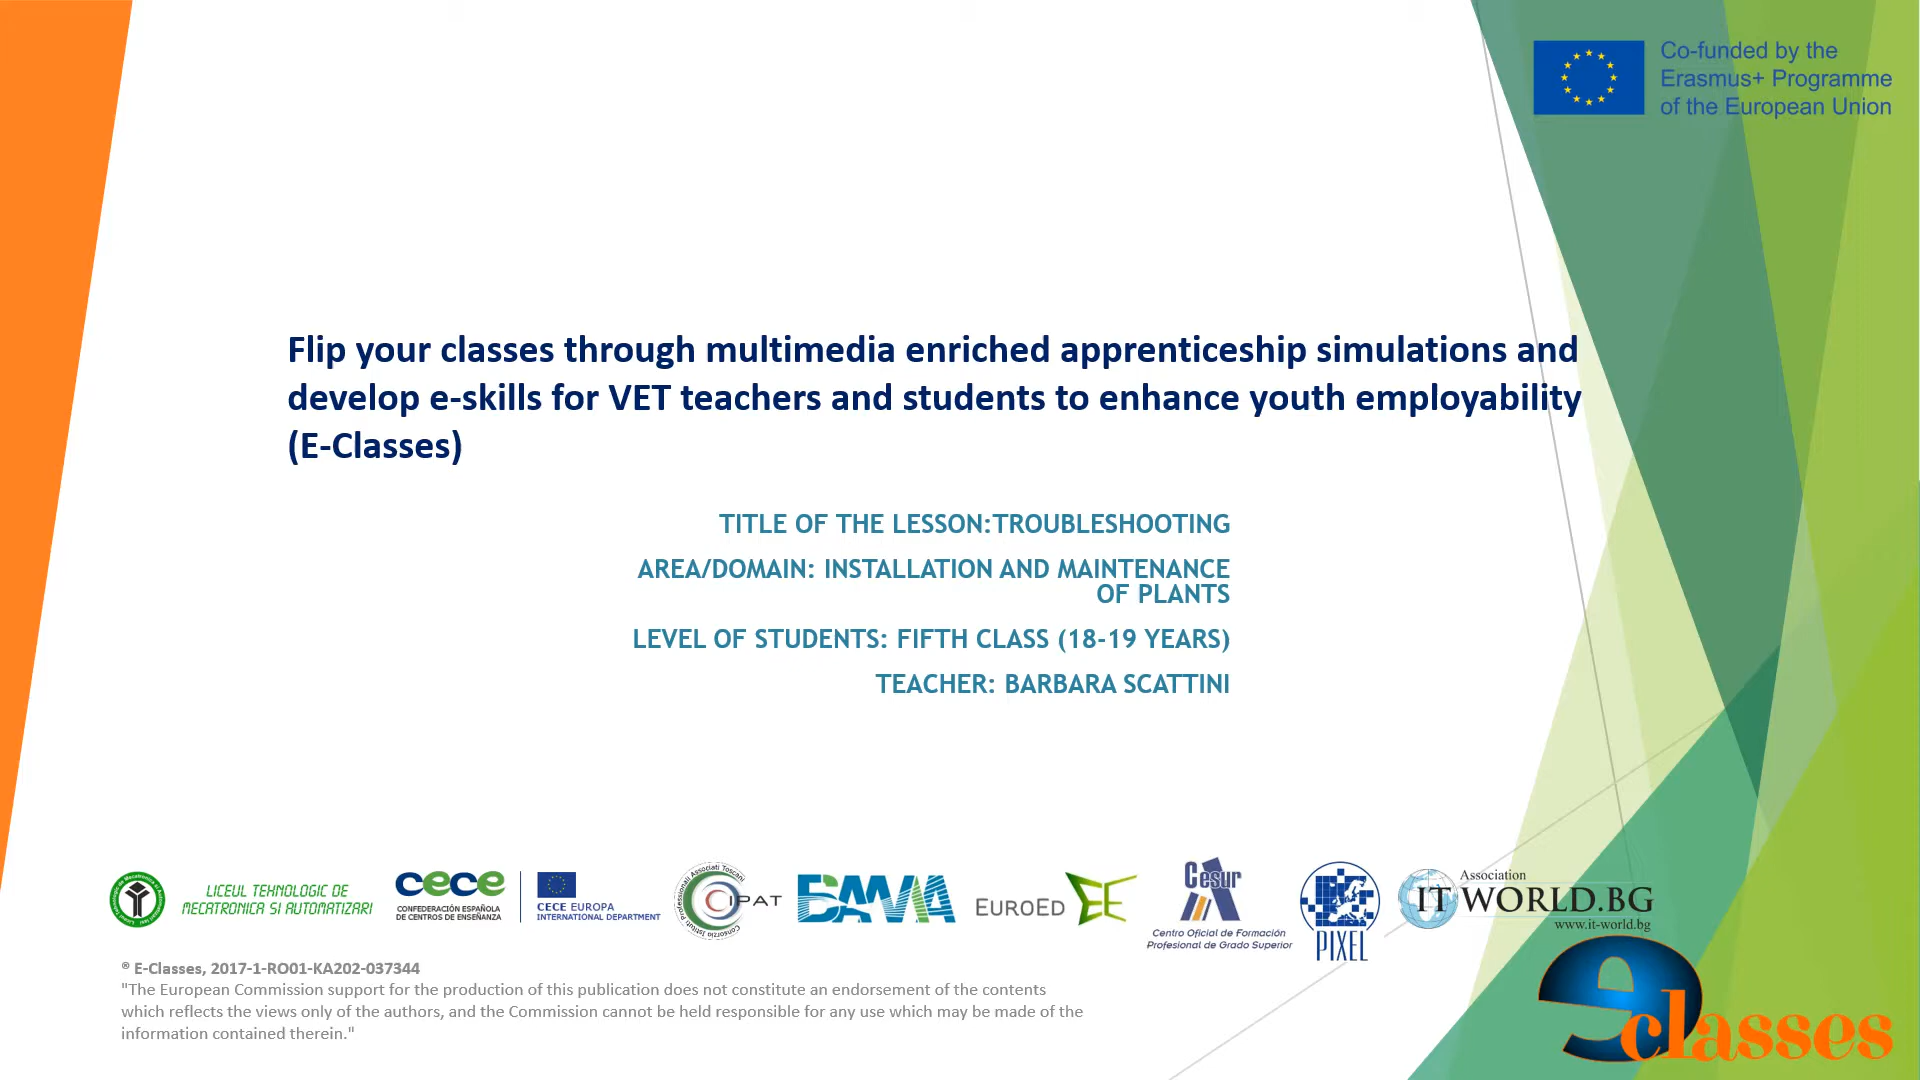 Co-funded by the
Erasmus+ Programme
of the European Union
Flip your classes through multimedia enriched apprenticeship simulations and
develop e-skills for VET teachers and students to enhance youth employability
(E-Classes)
TITLE OF THE LESSON:TROUBLESHOOTING
AREA/DOMAIN: INSTALLATION AND MAINTENANCE
OF PLANTS
LEVEL OF STUDENTS: FIFTH CLASS (18-19 YEARS)
TEACHER: BARBARA SCATTINI
LICEUL TEHNOLOGIC DE
MECATRONICA SI AUTOMATIZARI
cece
CONFEDERACIÓN ESPAÑOLA
DE CENTROS DE ENSEÑANZA
CECE EUROPA
INTERNATIONAL DEPARTMENT
Consorzio Istituti Professionali Associati Toscani
CIPAT
EUROED
Cesur
Centro Oficial de Formación
Profesional de Grado Superior
PIXEL
Association
IT WORLD.BG
www.it-world.bg
® E-Classes, 2017-1-RO01-KA202-037344
"The European Commission support for the production of this publication does not constitute an endorsement of the contents
which reflects the views only of the authors, and the Commission cannot be held responsible for any use which may be made of the
information contained therein."
e classes